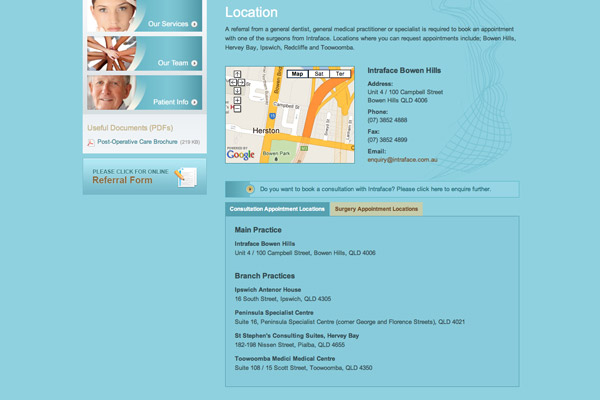 Our Services
Our Team
Patient Info
Useful Documents (PDFs)
Post-Operative Care Brochure (219 KB)
PLEASE CLICK FOR ONLINE
Referral Form
Location
A referral from a general dentist, general medical practitioner or specialist is required to book an appointment
with one of the surgeons from Intraface. Locations where you can request appointments include; Bowen Hills,
Hervey Bay, Ipswich, Redcliffe and Toowoomba.
Map Sat Ter
Campbell St
Herston
Bowen Park
POWERED BY
Google
Intraface Bowen Hills
Address:
Unit 4 / 100 Campbell Street
Bowen Hills QLD 4006
Phone:
(07) 3852 4888
Fax:
(07) 3852 4899
Email:
enquiry@intraface.com.au
Do you want to book a consultation with Intraface? Please click here to enquire further.
Consultation Appointment Locations
Surgery Appointment Locations
Main Practice
Intraface Bowen Hills
Unit 4 / 100 Campbell Street, Bowen Hills, QLD 4006
Branch Practices
Ipswich Antenor House
16 South Street, Ipswich, QLD 4305
Peninsula Specialist Centre
Suite 16, Peninsula Specialist Centre (corner George and Florence Streets), QLD 4021
St Stephen's Consulting Suites, Hervey Bay
182-198 Nissen Street, Pialba, QLD 4655
Toowoomba Medici Medical Centre
Suite 108 / 15 Scott Street, Toowoomba, QLD 4350